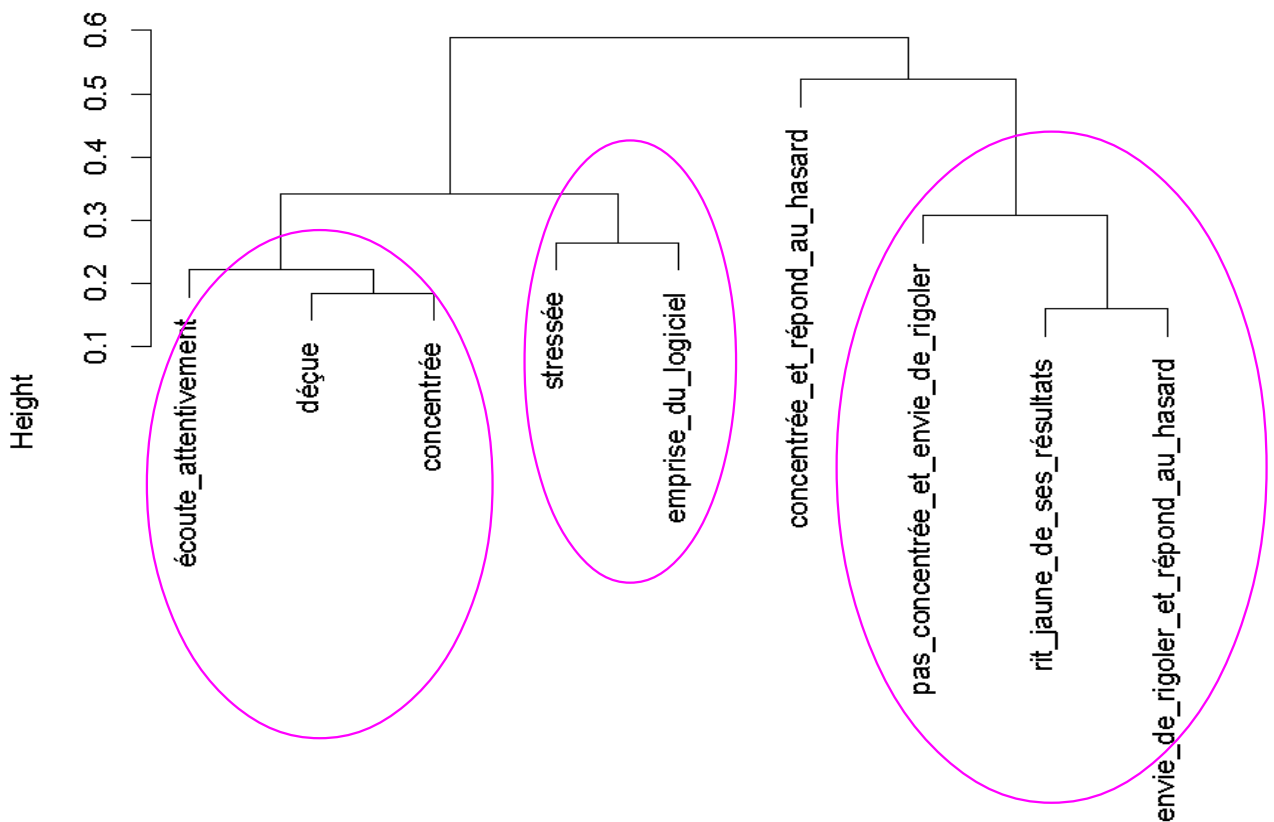 Height
0.1
0.2
0.3
0.4
0.5
0.6
écoute_attentivement
déçue
concentrée
stressée
emprise_du_logiciel
concentrée_et_répond_au_hasard
pas_concentrée_et_envie_de_rigoler
rit_jaune_de_ses_résultats
envie_de_rigoler_et_répond_au_hasard